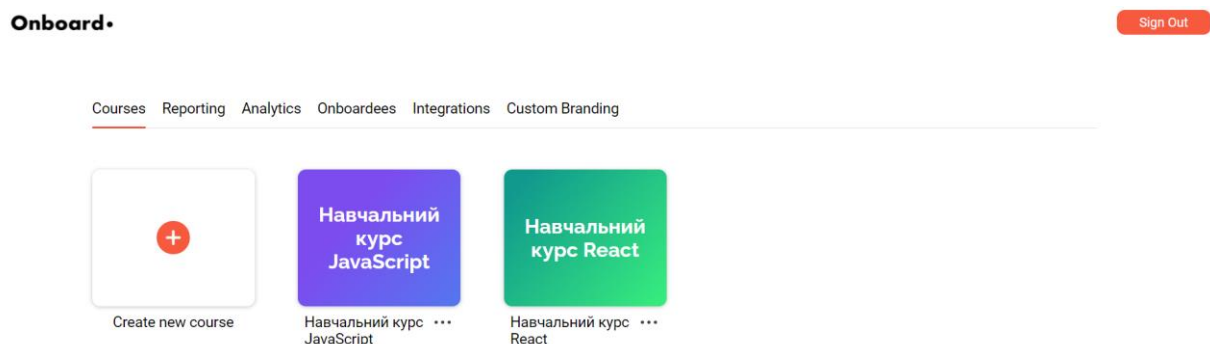 Onboard•
Sign Out
Courses Reporting Analytics Onboardees Integrations Custom Branding
Навчальний
курс
JavaScript
Навчальний
курс React
Create new course
Навчальний курс •••
JavaScript
Навчальний курс •••
React